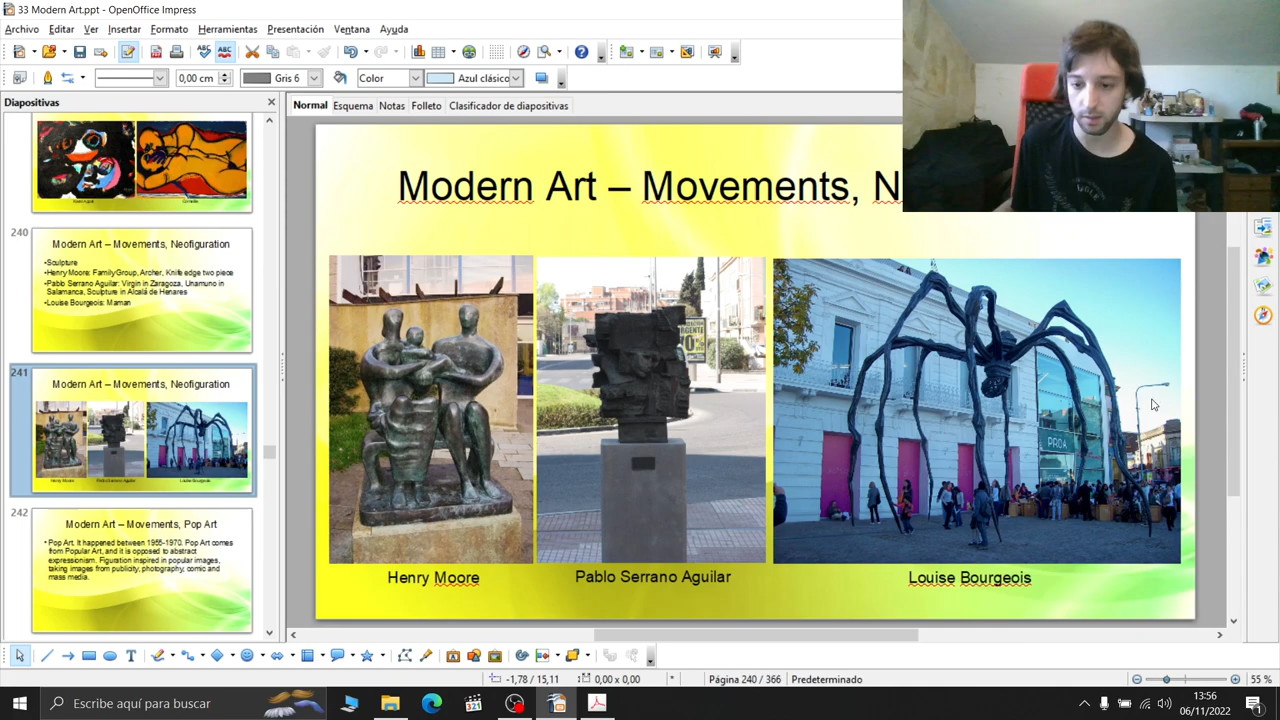 33 Modern Art.ppt - OpenOffice Impress
Archivo Editar Ver Insertar Formato Herramientas Presentación Ventana Ayuda
0,00 cm Gris 6 Color Azul clásico
Diapositivas
Normal Esquema Notas Folleto Clasificador de diapositivas
240
Modern Art – Movements, Neofiguration
•Sculpture
•Henry Moore: Family Group, Archer, Knife edge two piece
•Pablo Serrano Aguilar: Virgin in Zaragoza, Unamuno in
Salamanca, Sculpture in Alcalá de Henares
•Louise Bourgeois: Maman
241
Modern Art – Movements, Neofiguration
Henry Moore Pablo Serrano Aguilar Louise Bourgeois
242
Modern Art – Movements, Pop Art
• Pop Art. It happened between 1955-1970. Pop Art comes
from Popular Art, and it is opposed to abstract
expressionism. Figuration inspired in popular images,
taking images from publicity, photography, comic and
mass media.
Modern Art – Movements, N
PROA
Henry Moore
Pablo Serrano Aguilar
Louise Bourgeois
-1,78 / 15,11 0,00 x 0,00 * Página 240 / 366 Predeterminado 55 %
Escribe aquí para buscar
13:56
06/11/2022